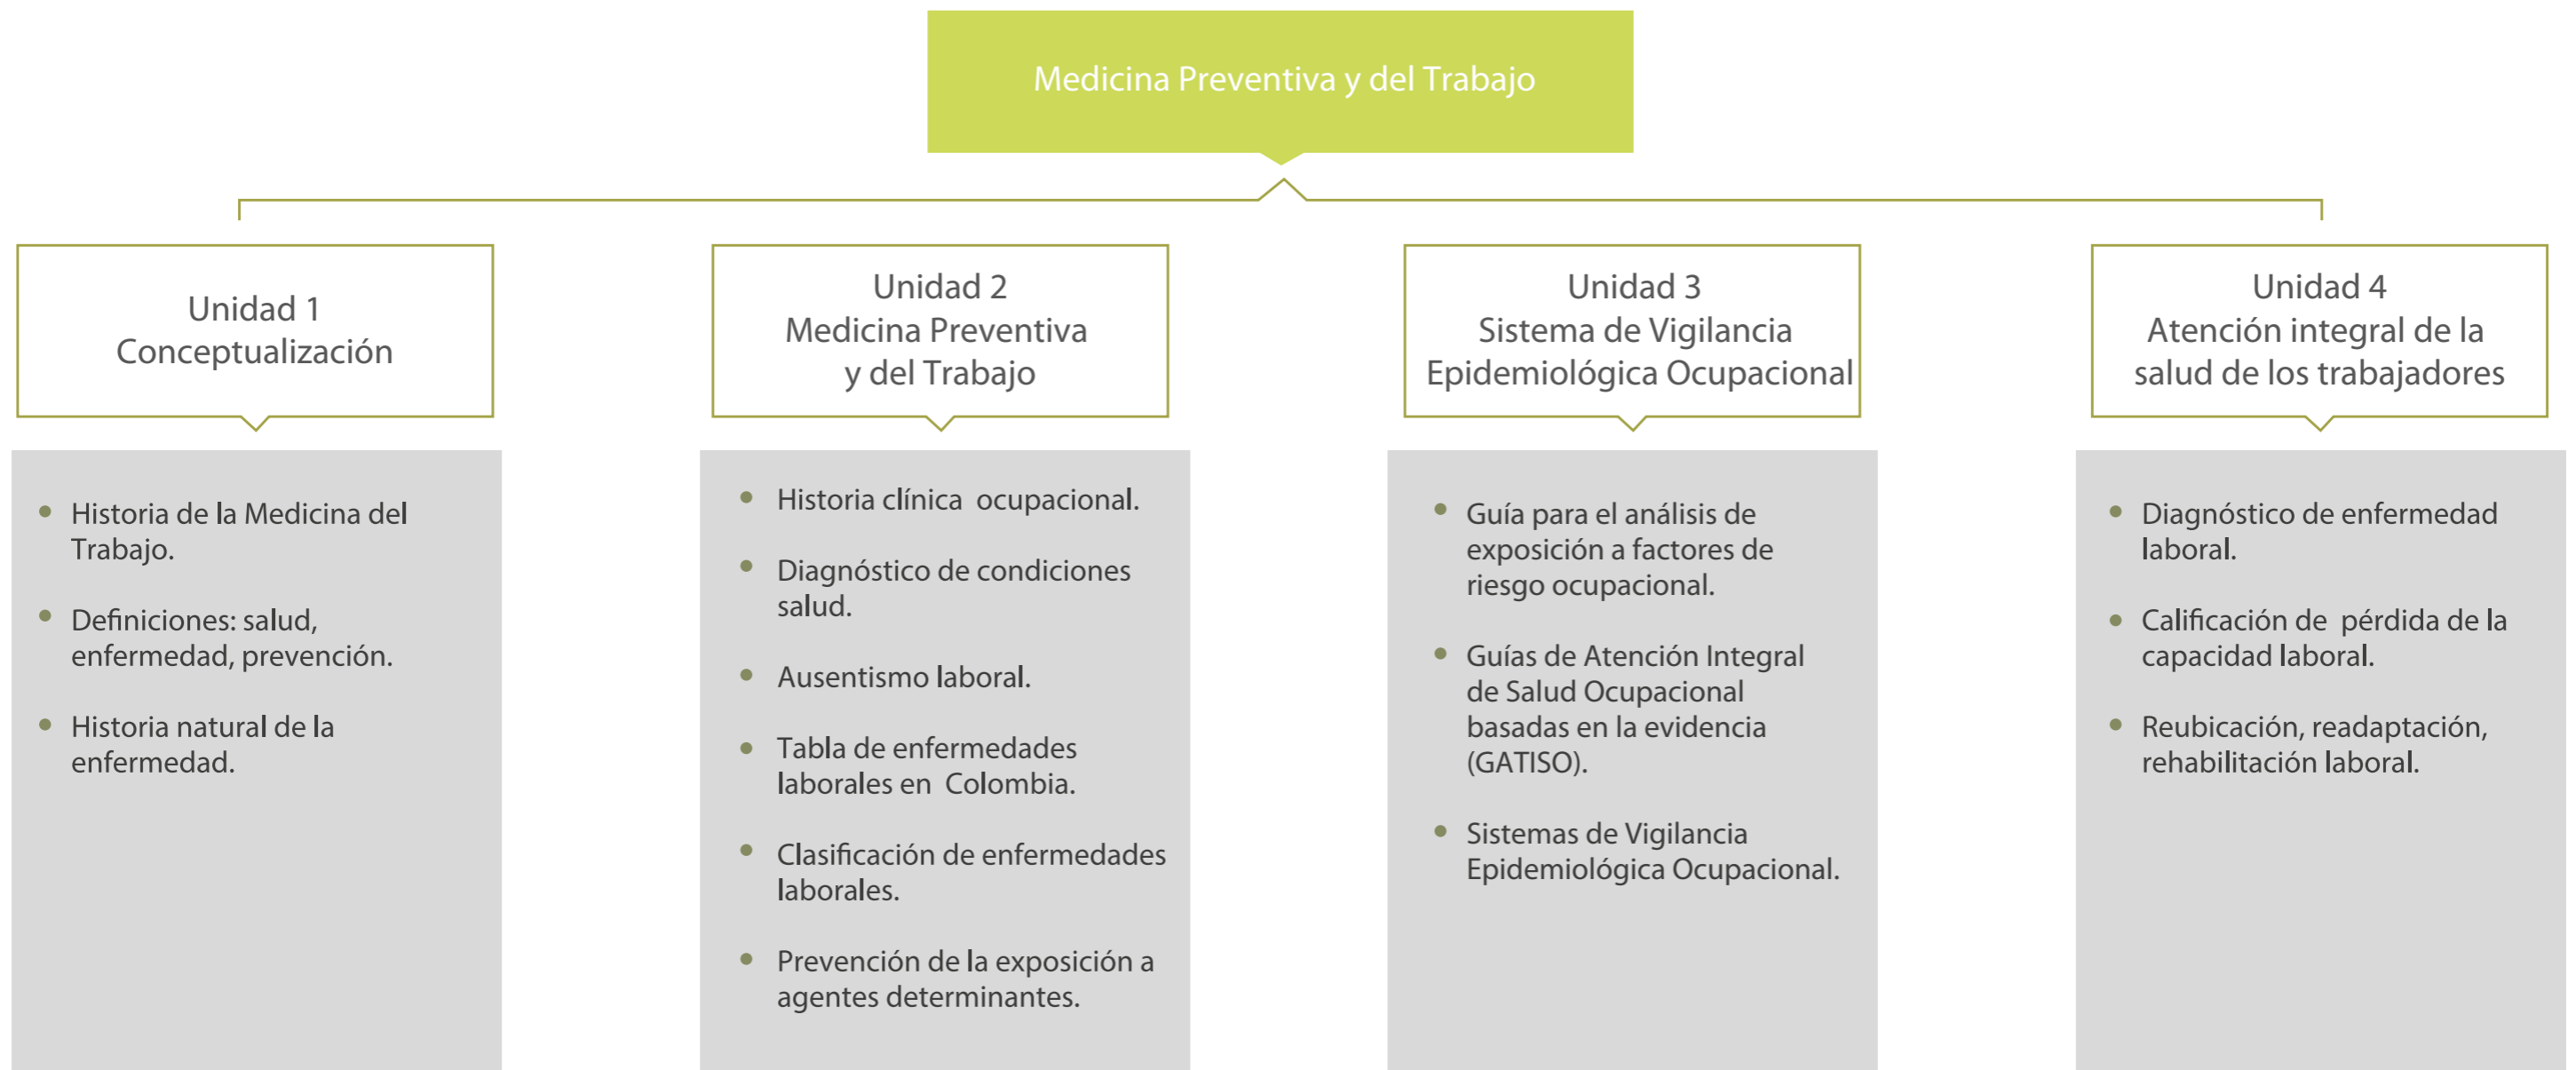 Medicina Preventiva y del Trabajo
Unidad 1
Conceptualización
Historia de la Medicina del
Trabajo.
Definiciones: salud,
enfermedad, prevención.
Historia natural de la
enfermedad.
Unidad 2
Medicina Preventiva
y del Trabajo
Historia clínica ocupacional.
Diagnóstico de condiciones
salud.
Ausentismo laboral.
Tabla de enfermedades
laborales en Colombia.
Clasificación de enfermedades
laborales.
Prevención de la exposición a
agentes determinantes.
Unidad 3
Sistema de Vigilancia
Epidemiológica Ocupacional
Guía para el análisis de
exposición a factores de
riesgo ocupacional.
Guías de Atención Integral
de Salud Ocupacional
basadas en la evidencia
(GATISO).
Sistemas de Vigilancia
Epidemiológica Ocupacional.
Unidad 4
Atención integral de la
salud de los trabajadores
Diagnóstico de enfermedad
laboral.
Calificación de pérdida de la
capacidad laboral.
Reubicación, readaptación,
rehabilitación laboral.